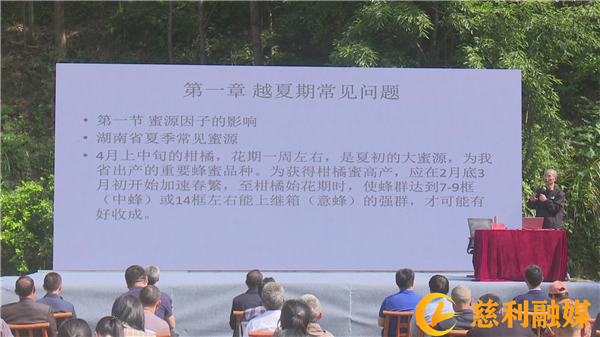 第一章 越夏期常见问题
• 第一节 蜜源因子的影响
• 湖南省夏季常见蜜源
• 4月上中旬的柑橘，花期一周左右，是夏初的大蜜源，为我
省出产的重要蜂蜜品种。为获得柑橘蜜高产，应在2月底3
月初开始加速春繁，至柑橘始花期时，使蜂群达到7-9框
（中蜂）或14框左右能上继箱（意蜂）的强群，才可能有
好收成。
慈利融媒